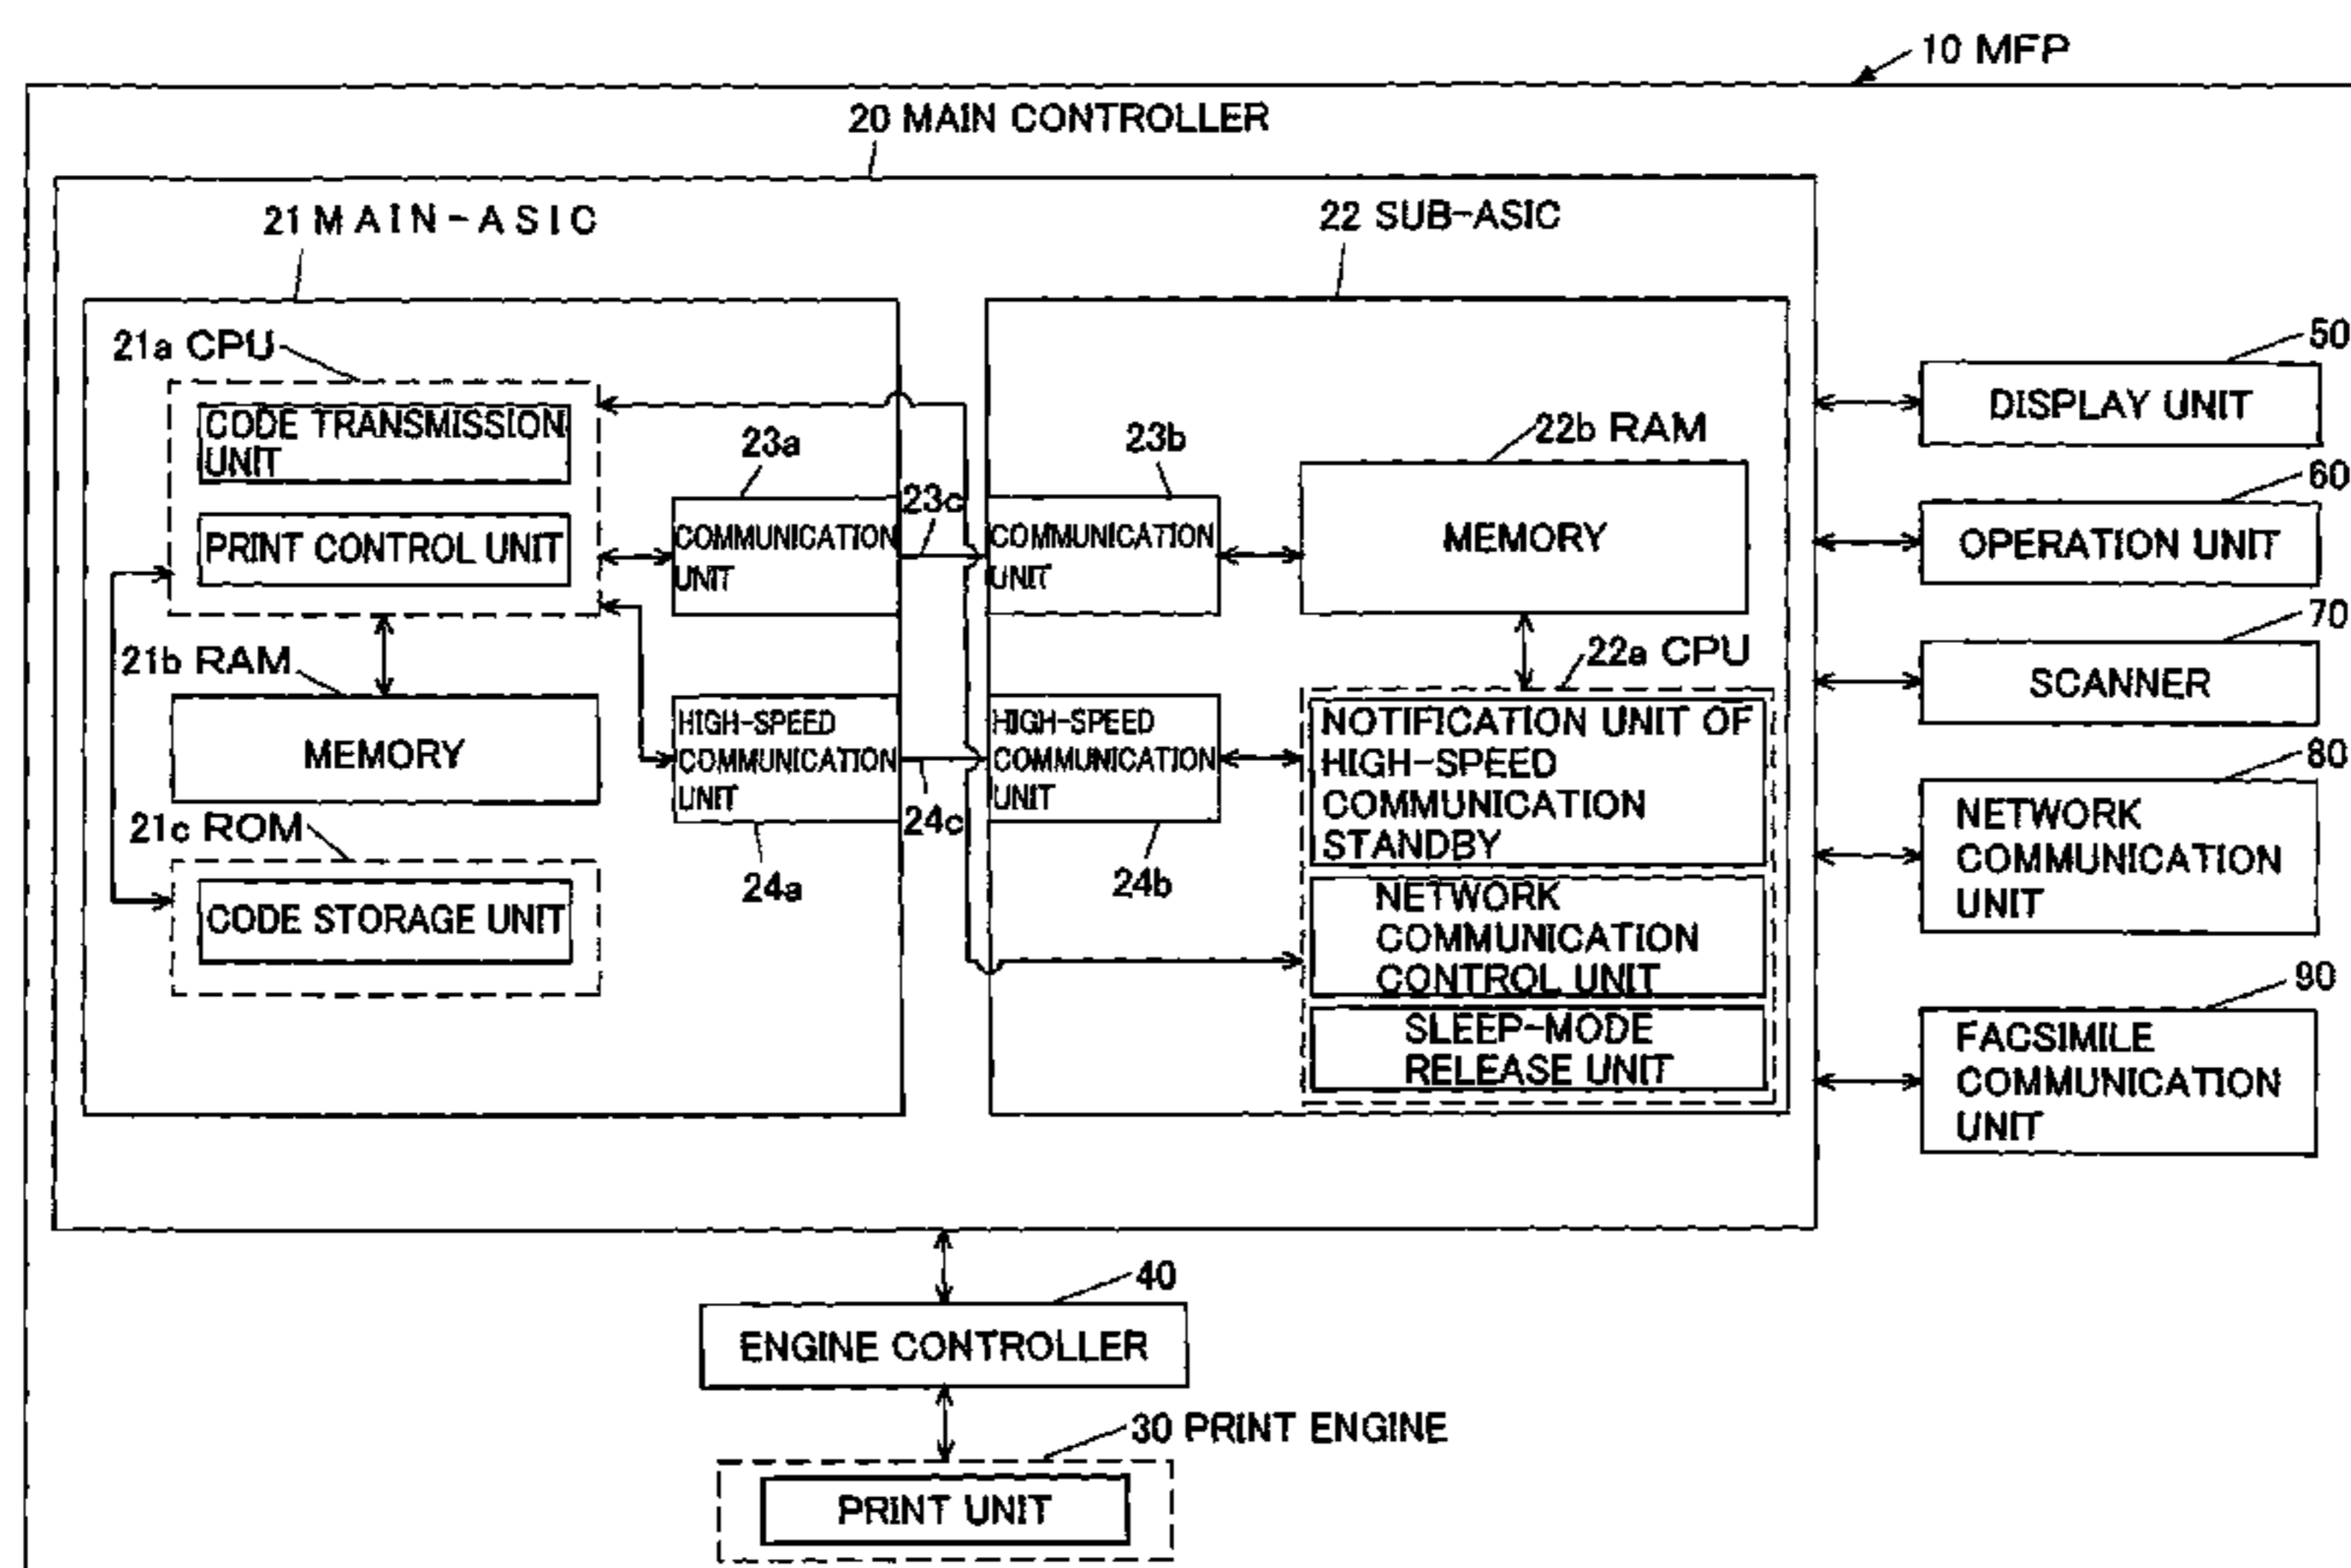 10 MFP
20 MAIN CONTROLLER
21 MAIN-ASIC
22 SUB-ASIC
21a CPU
CODE TRANSMISSION
UNIT
PRINT CONTROL UNIT
21b RAM
MEMORY
21c ROM
CODE STORAGE UNIT
23a
COMMUNICATION
UNIT
23c
23b
COMMUNICATION
UNIT
HIGH-SPEED
COMMUNICATION
UNIT
24a
24c
HIGH-SPEED
COMMUNICATION
UNIT
24b
22b RAM
MEMORY
22a CPU
NOTIFICATION UNIT OF
HIGH-SPEED
COMMUNICATION
STANDBY
NETWORK
COMMUNICATION
CONTROL UNIT
SLEEP-MODE
RELEASE UNIT
50
DISPLAY UNIT
60
OPERATION UNIT
70
SCANNER
80
NETWORK
COMMUNICATION
UNIT
90
FACSIMILE
COMMUNICATION
UNIT
40
ENGINE CONTROLLER
30 PRINT ENGINE
PRINT UNIT